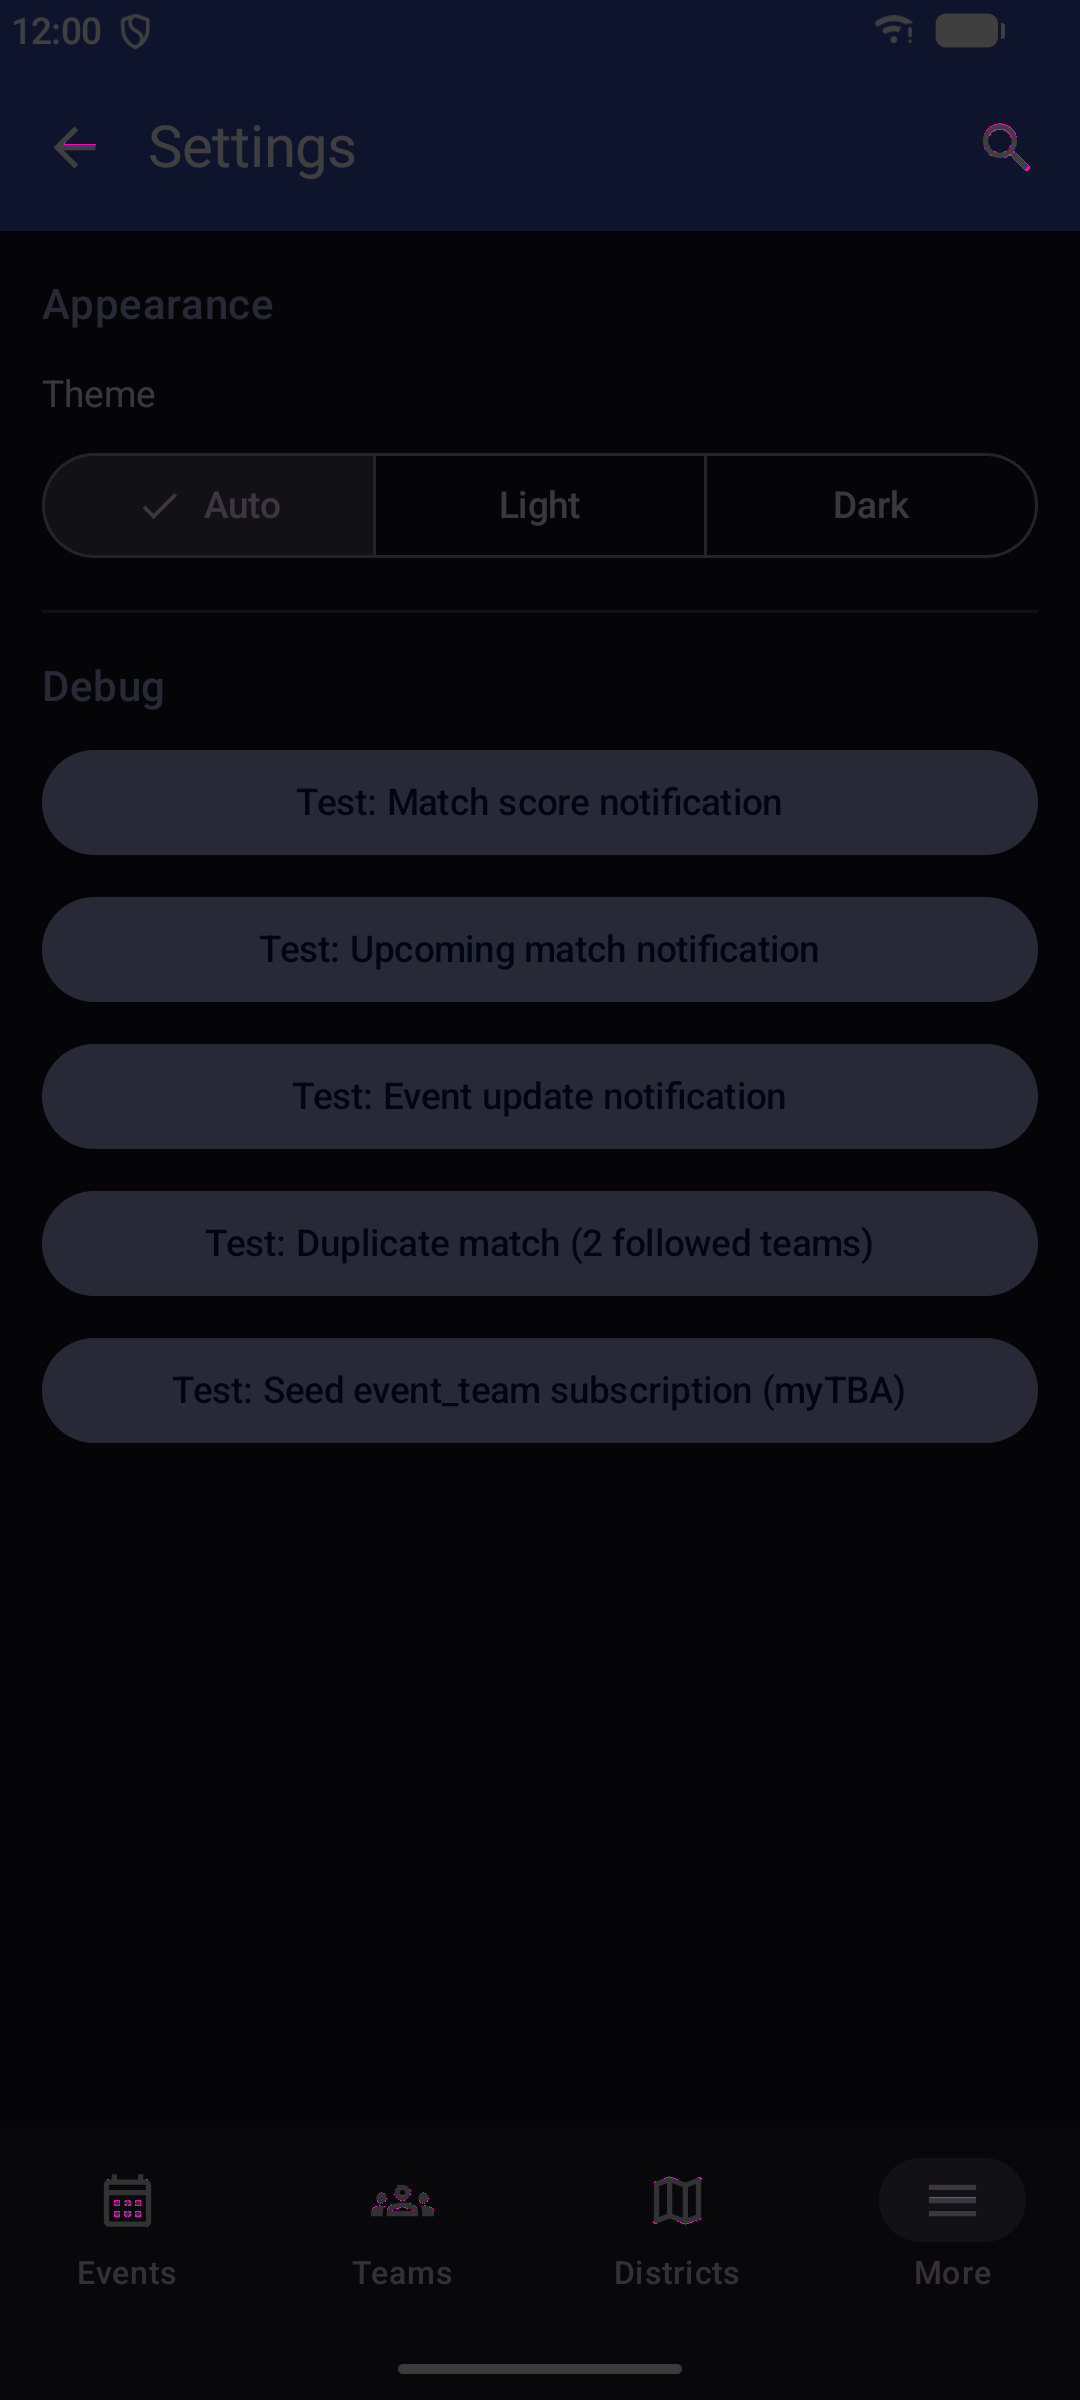 12:00
Settings
Appearance
Theme
Auto
Light
Dark
Debug
Test: Match score notification
Test: Upcoming match notification
Test: Event update notification
Test: Duplicate match (2 followed teams)
Test: Seed event_team subscription (myTBA)
Events
Teams
Districts
More